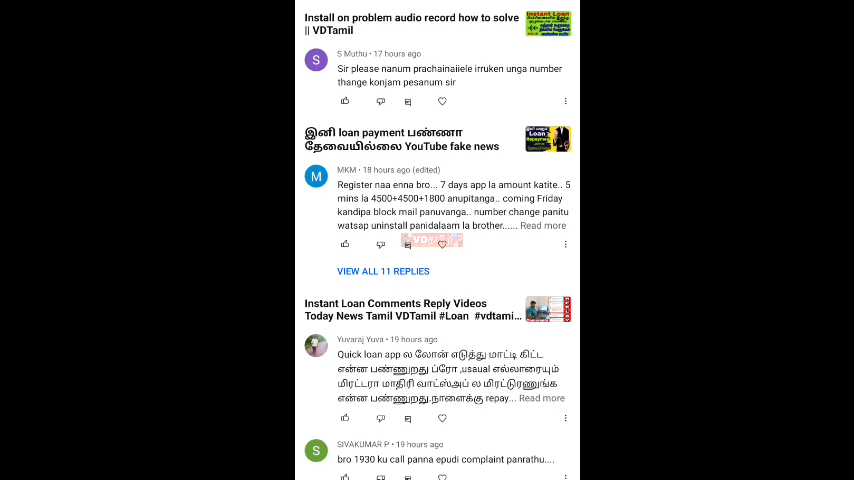 Install on problem audio record how to solve
|| VDTamil
S Muthu • 17 hours ago
Sir please nanum prachainaiiele irruken unga number
thange konjam pesanum sir
இனி loan payment பண்ணா
தேவையில்லை YouTube fake news
MKM • 18 hours ago (edited)
Register naa enna bro... 7 days app la amount katite.. 5
mins la 4500+4500+1800 anupitanga.. coming Friday
kandipa block mail panuvanga.. number change panitu
watsap uninstall panidalaam la brother...... Read more
VIEW ALL 11 REPLIES
Instant Loan Comments Reply Videos
Today News Tamil VDTamil #Loan #vdtami...
Yuvaraj Yuva • 19 hours ago
Quick loan app ல லோன் எடுத்து மாட்டி கிட்ட
என்ன பண்ணுறது ப்ரோ ,usaual எல்லாரையும்
மிரட்டரா மாதிரி வாட்ஸ்அப் ல மிரட்டுரனுங்க
என்ன பண்ணுறது.நாளைக்கு repay... Read more
SIVAKUMAR P • 19 hours ago
bro 1930 ku call panna epudi complaint panrathu....